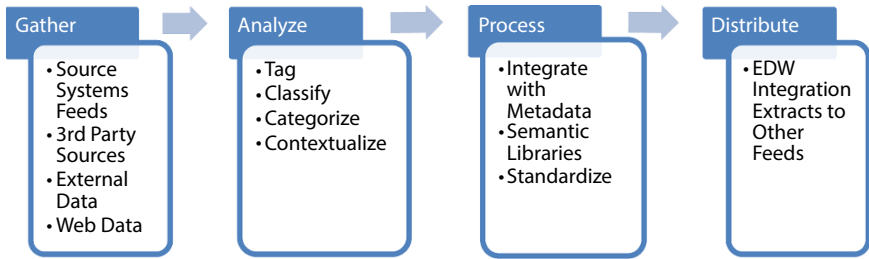 Gather
• Source
Systems
Feeds
• 3rd Party
Sources
• External
Data
• Web Data
Analyze
• Tag
• Classify
• Categorize
• Contextualize
Process
• Integrate
with
Metadata
• Semantic
Libraries
• Standardize
Distribute
• EDW
Integration
Extracts to
Other
Feeds